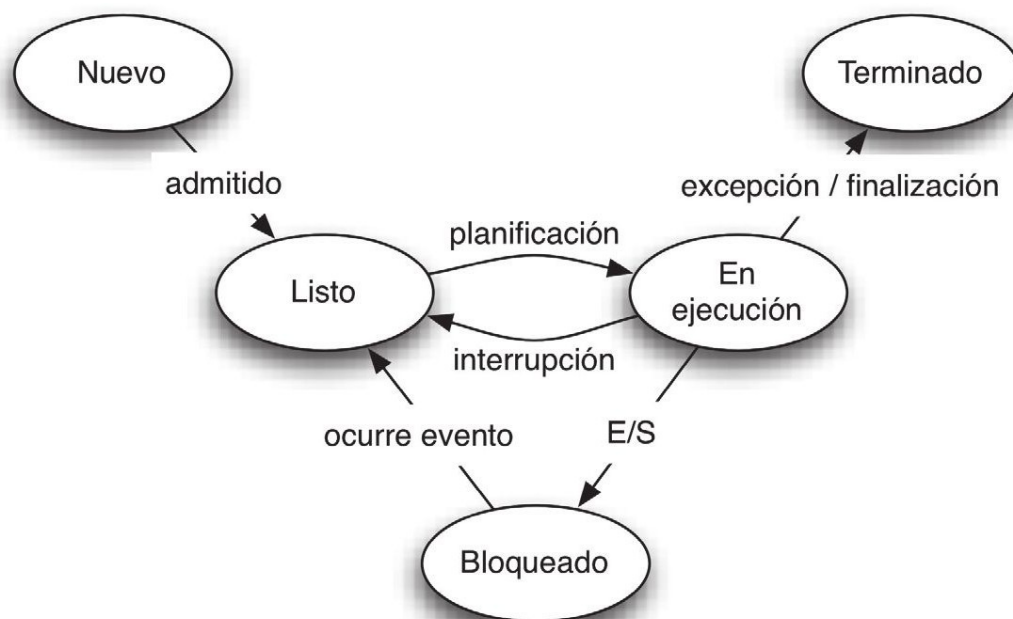 Nuevo
Terminado
admitido
excepción / finalización
planificación
Listo
En
ejecución
interrupción
ocurre evento
E/S
Bloqueado